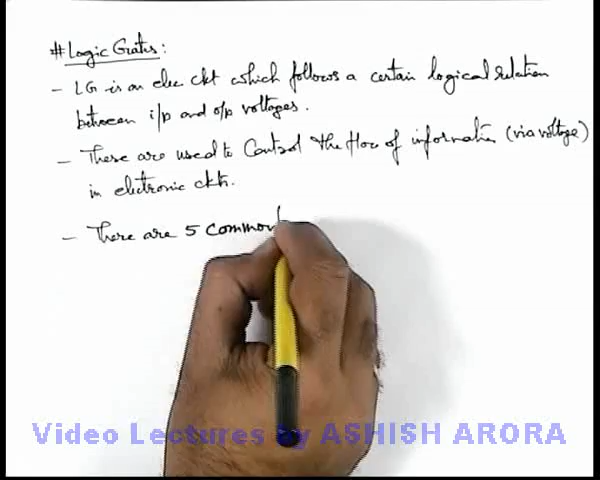 # Logic Gates:
- LG is an elec ckt which follows a certain logical relation
between i/p and o/p voltages.
- These are used to Control the flow of information (via voltage)
in electronic ckts.
- There are 5 common
Video Lectures by ASHISH ARORA